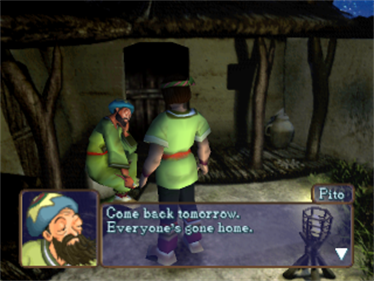 Pito
Come back tomorrow.
Everyone's gone home.